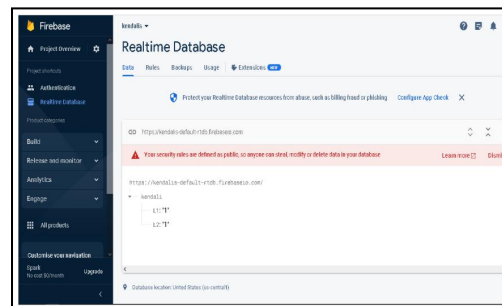 Firebase
kendalis
Project Overview
Realtime Database
Project shortcuts
Authentication
Realtime Database
Product categories
Build
Release and monitor
Analytics
Engage
All products
Customise your navigation
Spark
No cost $0/month
Upgrade
Data Rules Backups Usage Extensions NEW
Protect your Realtime Database resources from abuse, such as billing fraud or phishing Configure App Check
https://kendalis-default-rtdb.firebaseio.com
Your security rules are defined as public, so anyone can steal, modify or delete data in your database
Learn more
Dismi
https://kendalis-default-rtdb.firebaseio.com/
kendali
L1: "1"
L2: "1"
Database location: United States (us-central1)